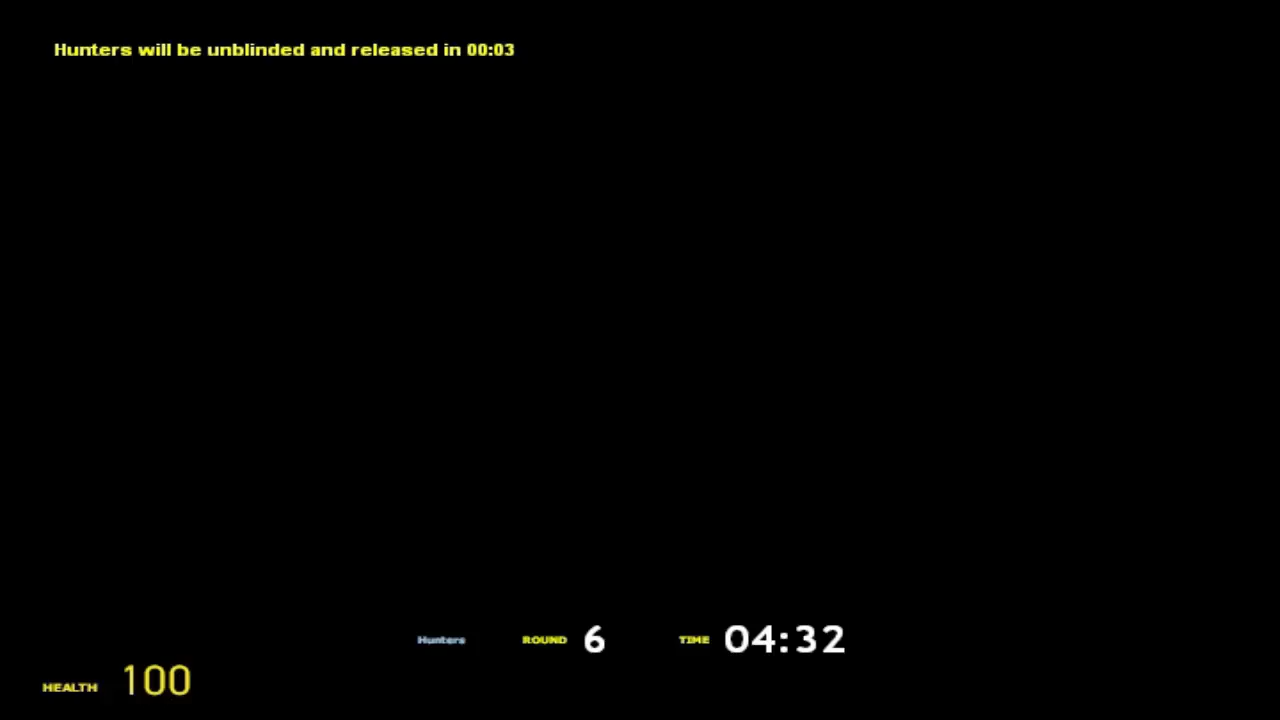 Hunters will be unblinded and released in 00:03
Hunters ROUND 6 TIME 04:32
HEALTH 100